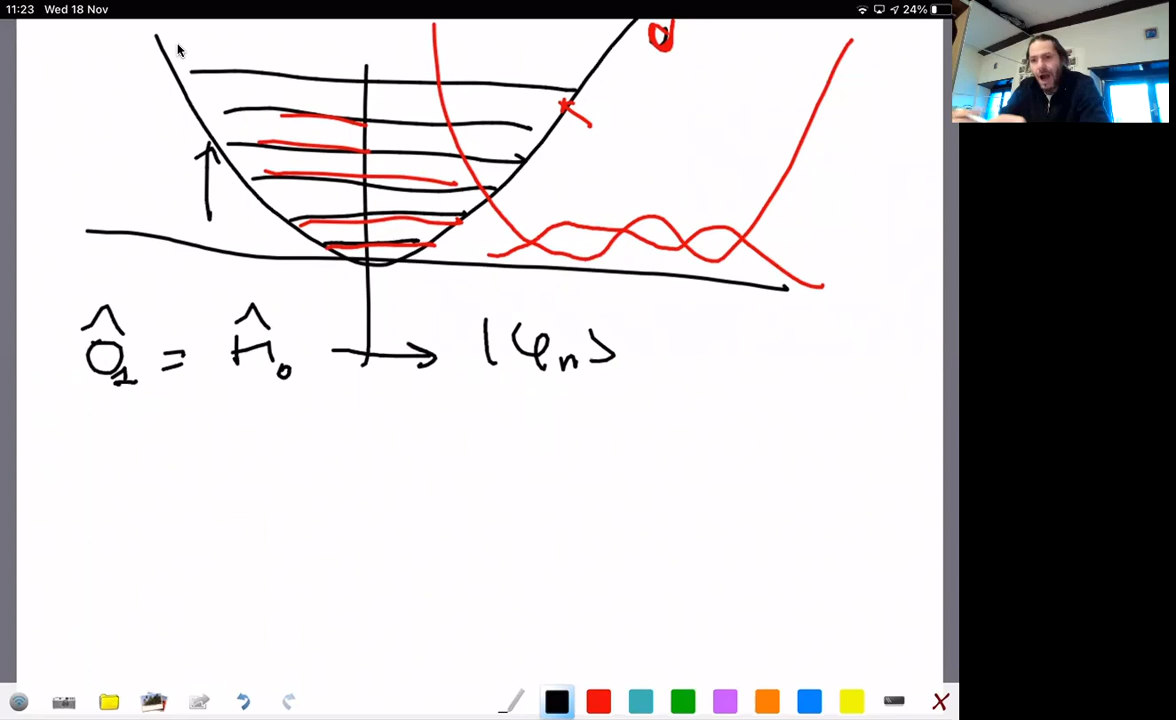 11:23 Wed 18 Nov 24%
Ô₁ = Ĥ₀ → |φₙ>